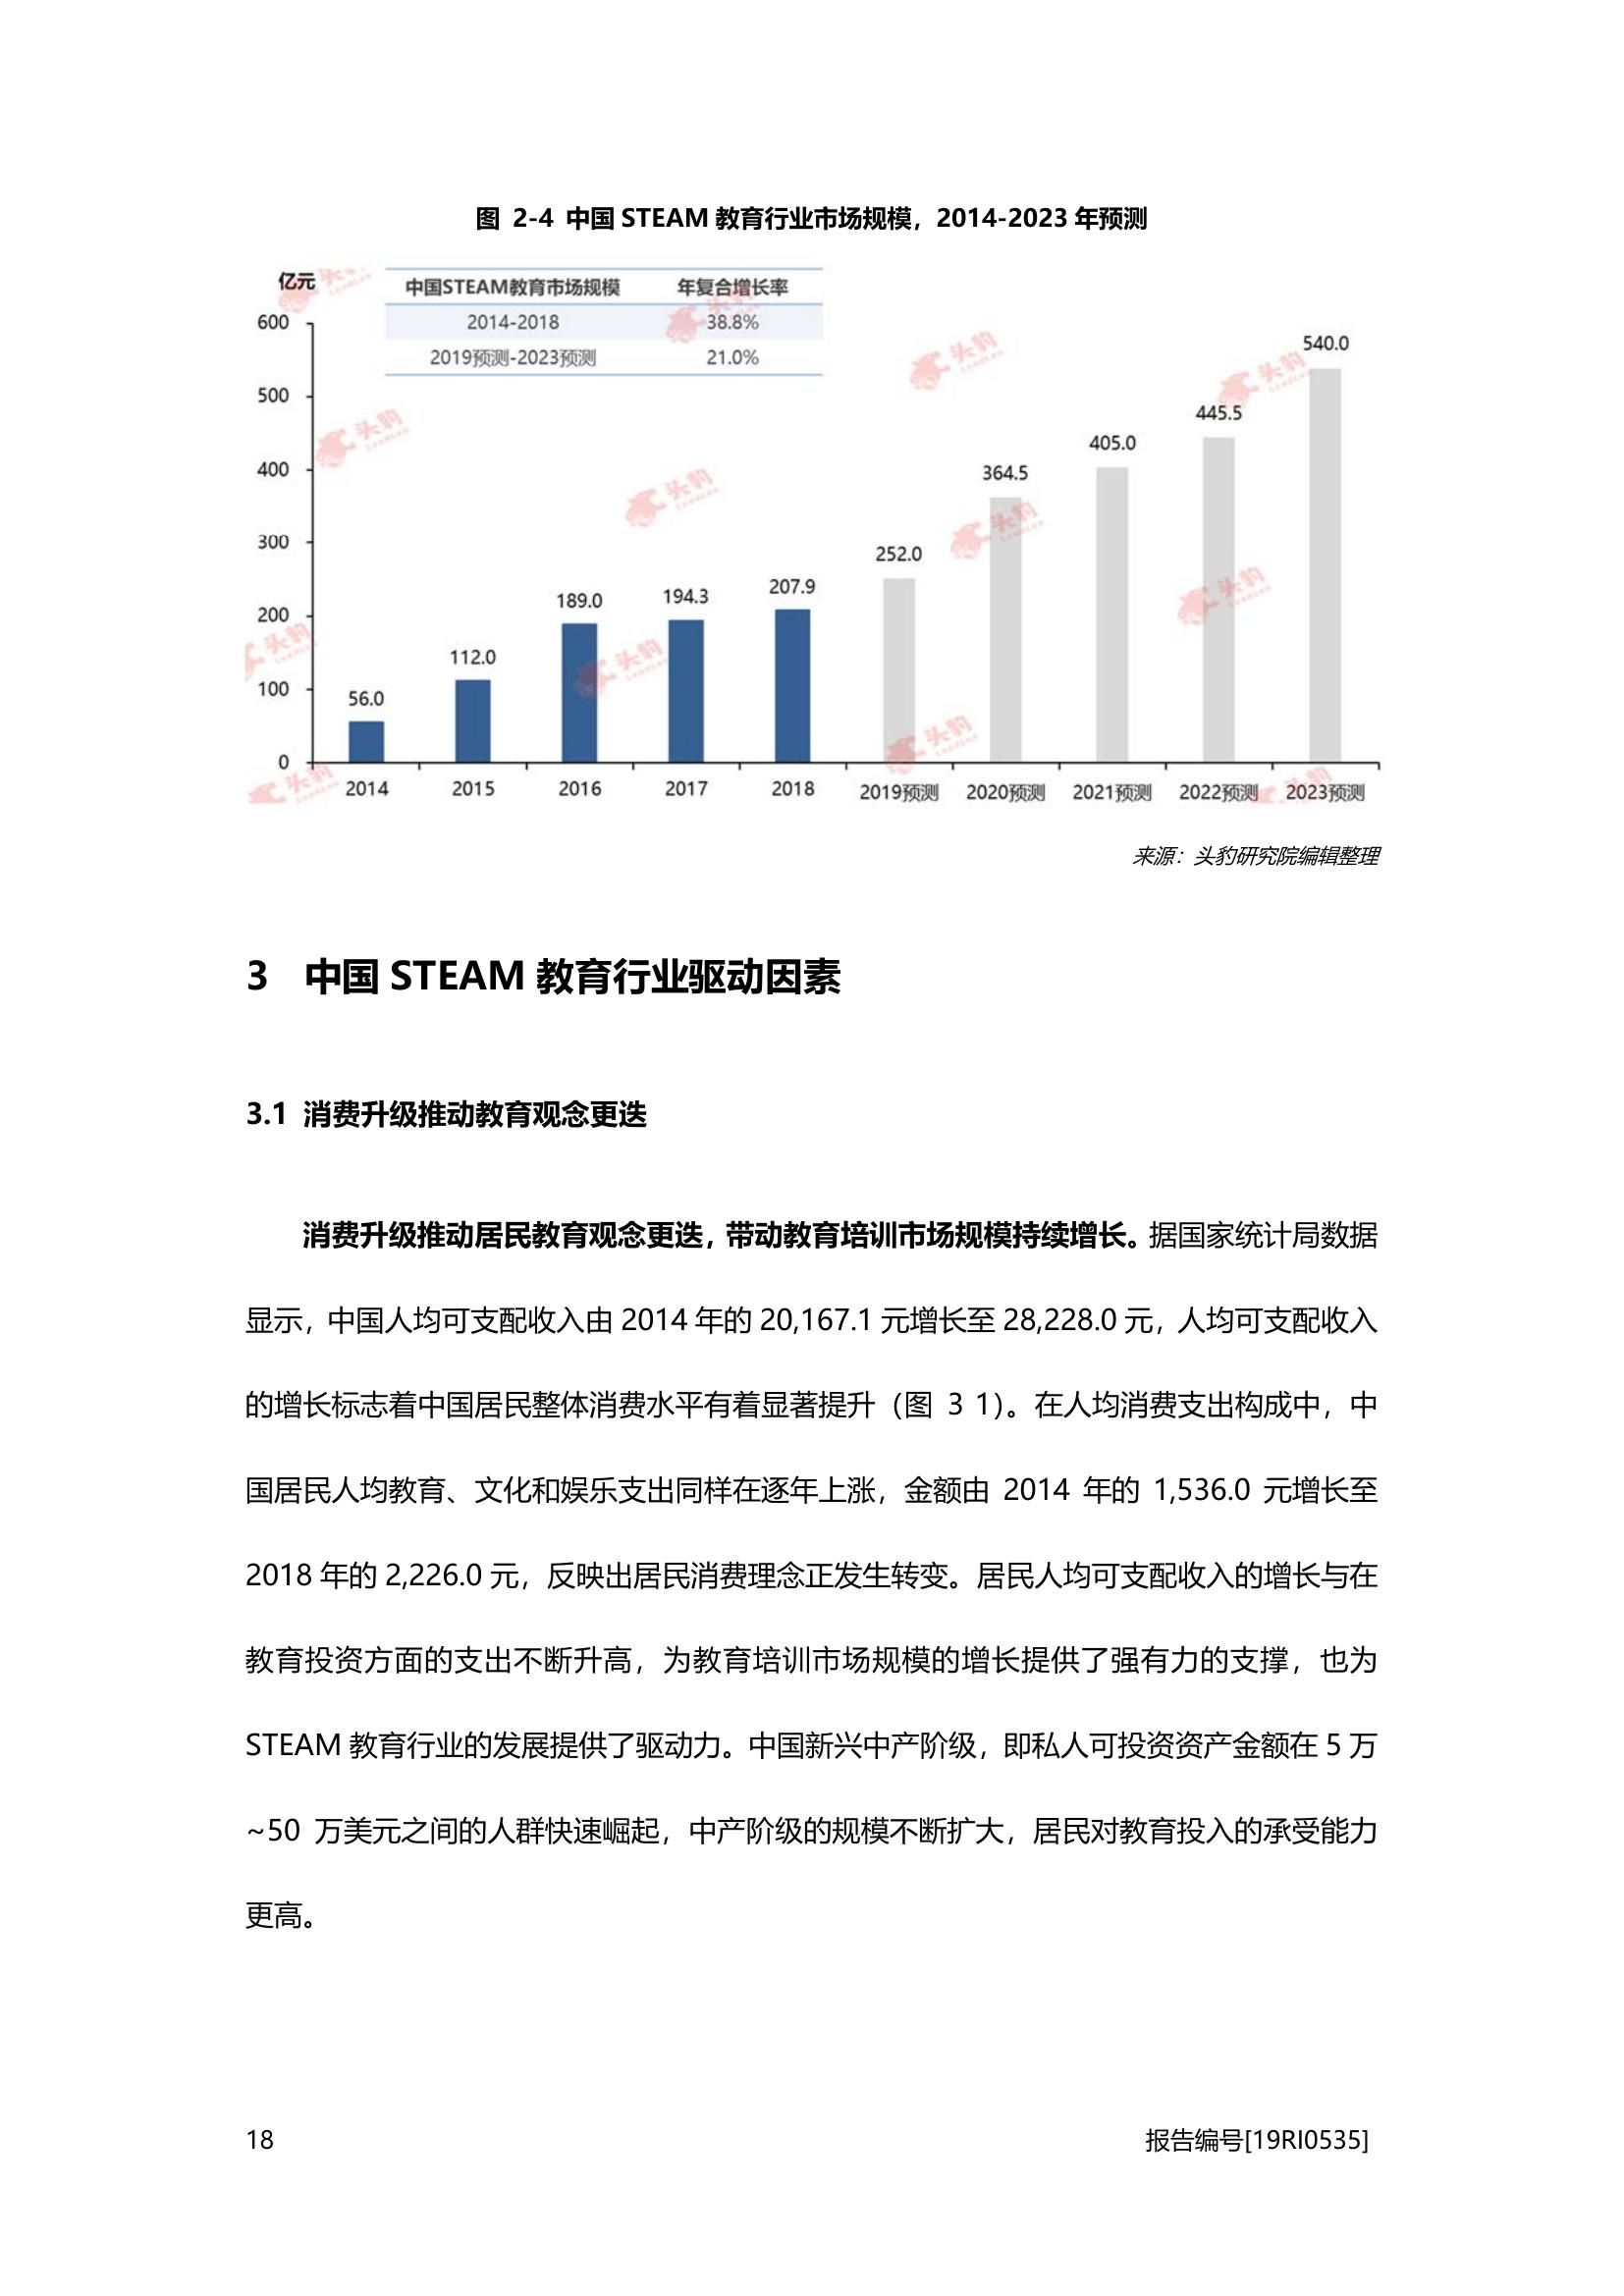 图 2-4 中国 STEAM 教育行业市场规模，2014-2023 年预测
亿元
中国STEAM教育市场规模 年复合增长率
2014-2018 38.8%
2019预测-2023预测 21.0%
600
500
400
300
200
100
0
56.0
112.0
189.0
194.3
207.9
252.0
364.5
405.0
445.5
540.0
2014 2015 2016 2017 2018 2019预测 2020预测 2021预测 2022预测 2023预测
头豹
来源：头豹研究院编辑整理
3 中国 STEAM 教育行业驱动因素
3.1 消费升级推动教育观念更迭
消费升级推动居民教育观念更迭，带动教育培训市场规模持续增长。据国家统计局数据
显示，中国人均可支配收入由 2014 年的 20,167.1 元增长至 28,228.0 元，人均可支配收入
的增长标志着中国居民整体消费水平有着显著提升（图 3 1）。在人均消费支出构成中，中
国居民人均教育、文化和娱乐支出同样在逐年上涨，金额由 2014 年的 1,536.0 元增长至
2018 年的 2,226.0 元，反映出居民消费理念正发生转变。居民人均可支配收入的增长与在
教育投资方面的支出不断升高，为教育培训市场规模的增长提供了强有力的支撑，也为
STEAM 教育行业的发展提供了驱动力。中国新兴中产阶级，即私人可投资资产金额在 5 万
~50 万美元之间的人群快速崛起，中产阶级的规模不断扩大，居民对教育投入的承受能力
更高。
18 报告编号[19RI0535]